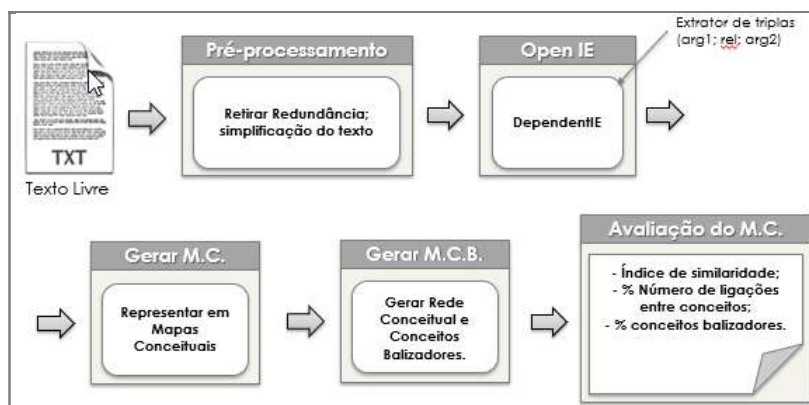 Pré-processamento
Open IE
Extrator de triplas
(arg1; rel; arg2)
Retirar Redundância;
simplificação do texto
DependentIE
TXT
Texto Livre
Gerar M.C.
Gerar M.C.B.
Avaliação do M.C.
Representar em
Mapas
Conceituais
Gerar Rede
Conceitual e
Conceitos
Balizadores.
- Índice de similaridade;
- % Número de ligações
entre conceitos;
- % conceitos balizadores.